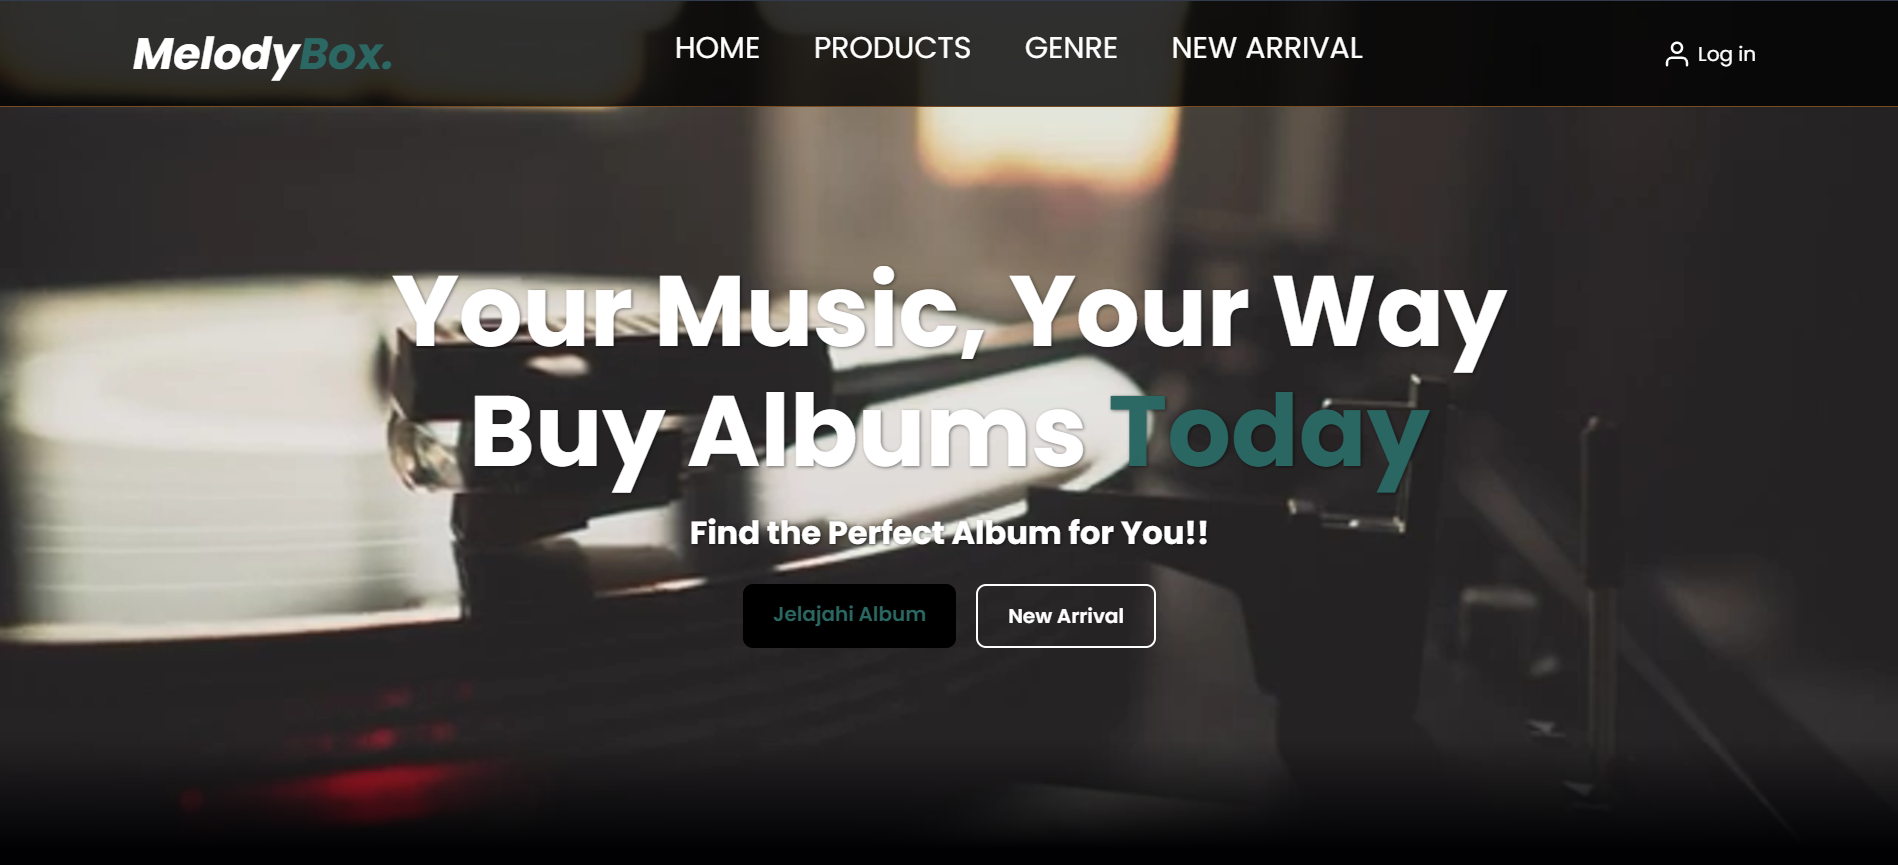 MelodyBox.
HOME PRODUCTS GENRE NEW ARRIVAL
Log in
Your Music, Your Way
Buy Albums Today
Find the Perfect Album for You!!
Jelajahi Album
New Arrival